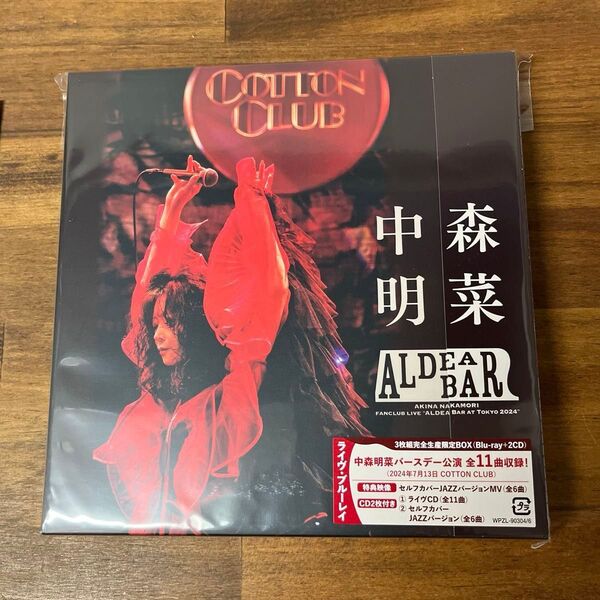 COTTON
CLUB
中森
明菜
ALDEA
BAR
AKINA NAKAMORI
FANCLUB LIVE "ALDEA BAR AT TOKYO 2024"
ライヴ・ブルーレイ
3枚組完全生産限定BOX(Blu-ray+2CD)
中森明菜バースデー公演 全11曲収録!
(2024年7月13日 COTTON CLUB)
特典映像 セルフカバーJAZZバージョンMV(全6曲)
CD2枚付き ① ライヴCD(全11曲)
② セルフカバー
JAZZバージョン(全6曲)
WPZL-90304/6
プラ